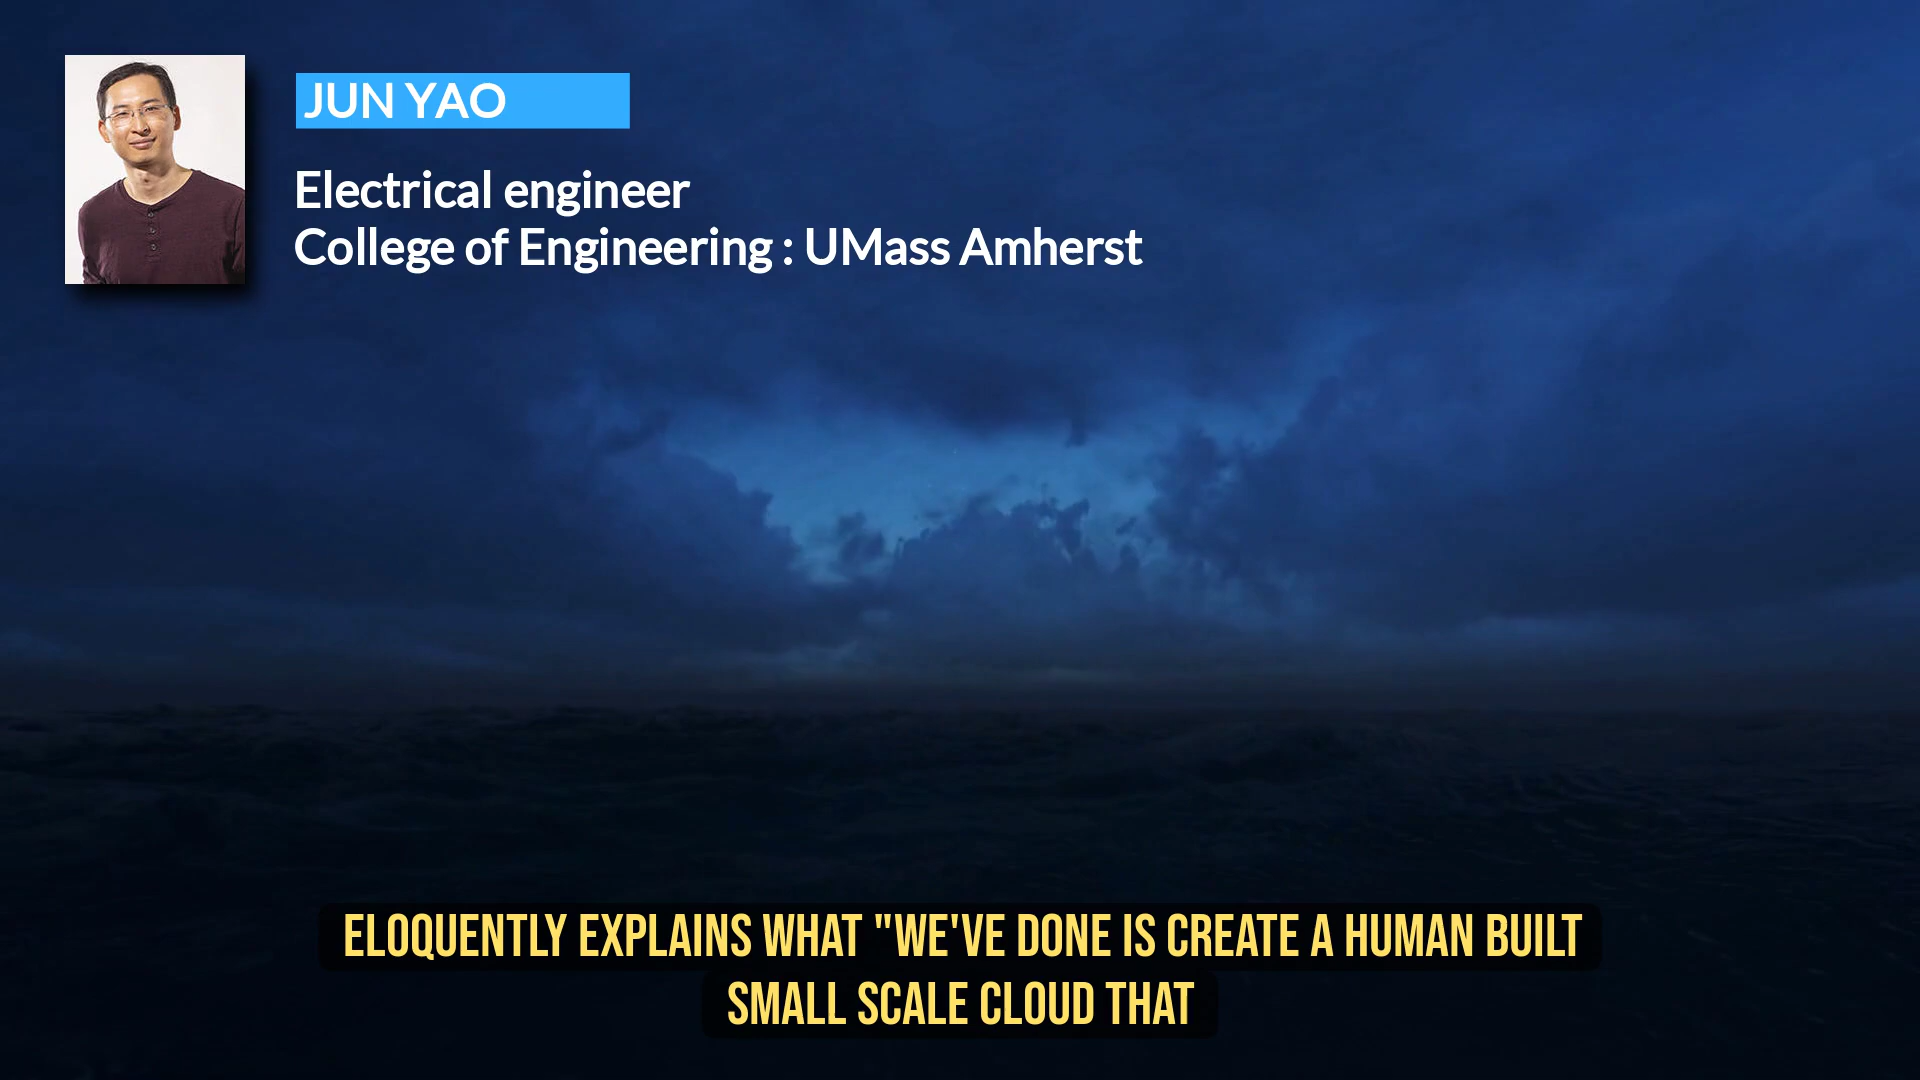 JUN YAO
Electrical engineer
College of Engineering : UMass Amherst
ELOQUENTLY EXPLAINS WHAT "WE'VE DONE IS CREATE A HUMAN BUILT
SMALL SCALE CLOUD THAT